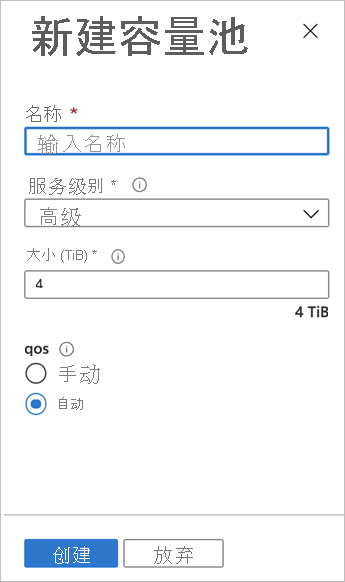 新建容量池
名称 *
输入名称
服务级别 *
高级
大小 (TiB) *
4
4 TiB
qos
手动
自动
创建 放弃